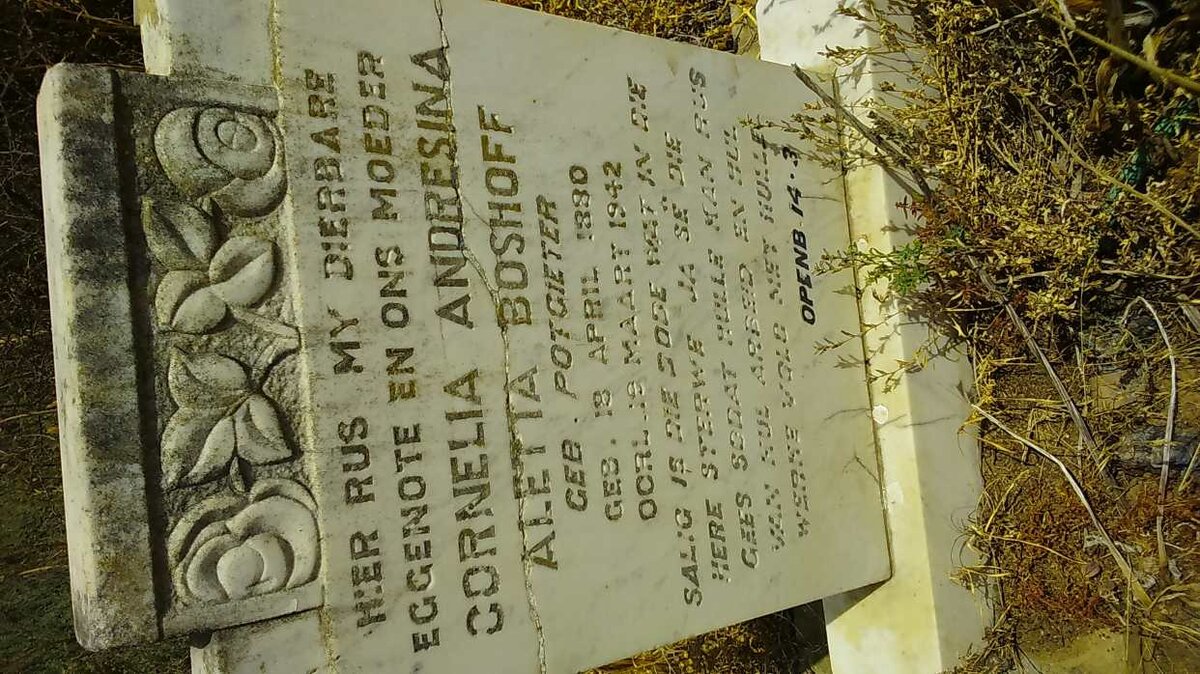 HIER RUS MY DIERBARE
EGGENOTE EN ONS MOEDER
CORNELIA ANDRESINA
ALETTA BOSHOFF
GEB. POTGIETER
GEB. 18 APRIL 1880
OORL. 19 MAART 1942
SALIG IS DIE DODE WAT IN DIE
HERE STERWE JA SÊ DIE
GEES SODAT HULLE KAN RUS
VAN HUL ARBEID EN HUL
WERKE VOLG MET HULLE
OPENB 14-3